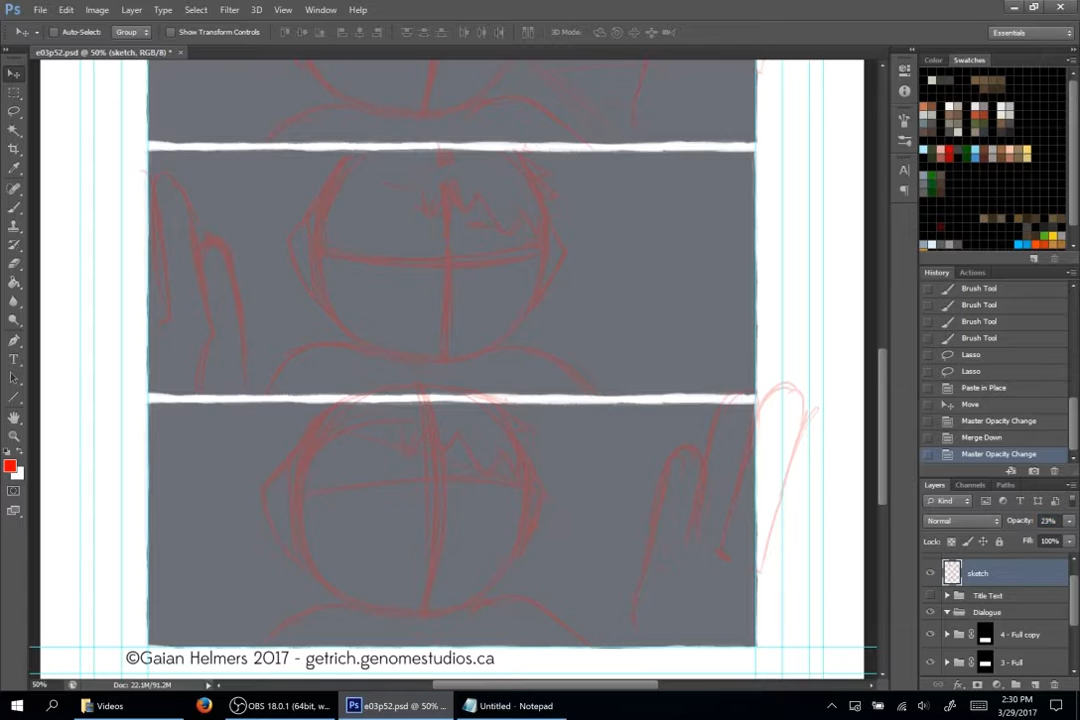 Ps File Edit Image Layer Type Select Filter 3D View Window Help
Auto-Select: Group Show Transform Controls 3D Mode: Essentials
e03p52.psd @ 50% (sketch, RGB/8) * ×
Color Swatches
History Actions
Brush Tool
Brush Tool
Brush Tool
Brush Tool
Lasso
Lasso
Paste in Place
Move
Master Opacity Change
Merge Down
Master Opacity Change
Layers Channels Paths
Kind
Normal Opacity: 23%
Lock: Fill: 100%
sketch
Title Text
Dialogue
4 - Full copy
3 - Full
©Gaian Helmers 2017 - getrich.genomestudios.ca
50% Doc: 22.1M/91.2M
Videos OBS 18.0.1 (64bit, w... e03p52.psd @ 50% ... Untitled - Notepad
2:30 PM
3/29/2017